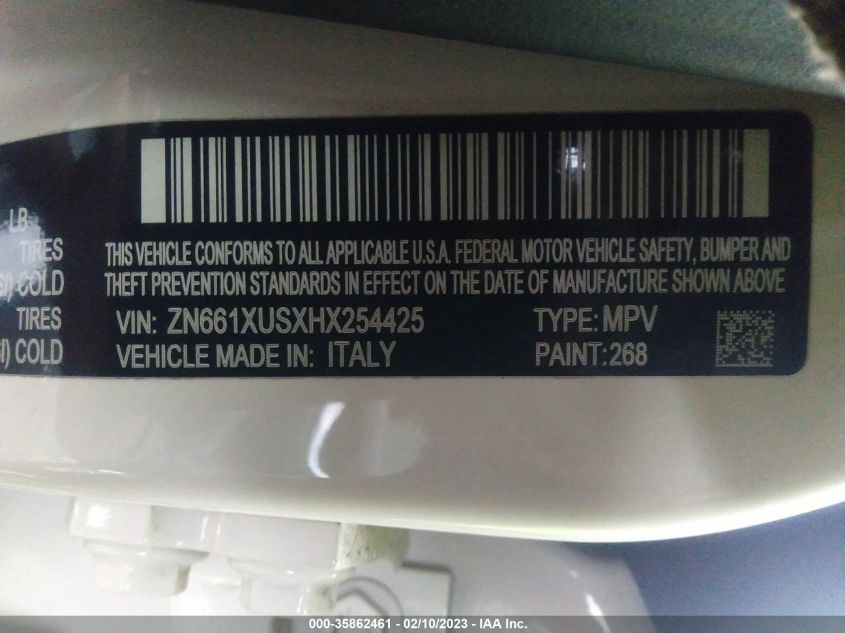 LB
TIRES
SI) COLD
TIRES
SI) COLD
THIS VEHICLE CONFORMS TO ALL APPLICABLE U.S.A. FEDERAL MOTOR VEHICLE SAFETY, BUMPER AND
THEFT PREVENTION STANDARDS IN EFFECT ON THE DATE OF MANUFACTURE SHOWN ABOVE
VIN: ZN661XUSXHX254425 TYPE: MPV
VEHICLE MADE IN: ITALY PAINT: 268
000-35862461 - 02/10/2023 - IAA Inc.